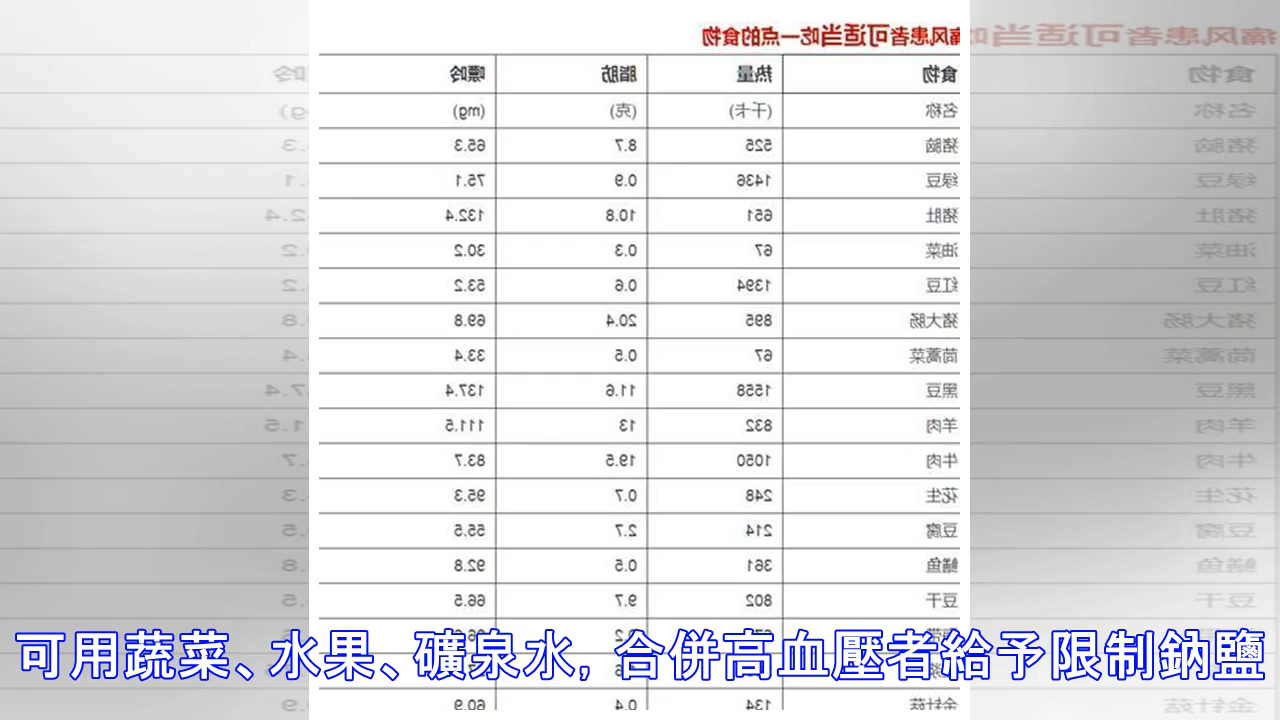 痛风患者可适当吃一点的食物
食物 热量 脂肪 嘌呤
名称 (千卡) (克) (mg)
猪脑 525 8.7 65.3
绿豆 1436 0.9 75.1
猪肚 651 10.8 132.4
油菜 67 0.3 30.2
红豆 1394 0.6 53.2
猪大肠 895 20.4 69.8
茼蒿菜 67 0.5 33.4
黑豆 1558 11.6 137.4
羊肉 832 13 111.5
牛肉 1050 19.5 83.7
花生 248 0.7 95.3
豆腐 214 2.7 55.5
鳝鱼 361 0.5 92.8
豆干 802 9.7 66.5
金针菇 134 0.4 60.9
可用蔬菜、水果、礦泉水, 合併高血壓者給予限制鈉鹽